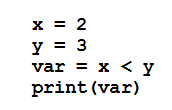 x = 2
y = 3
var = x < y
print(var)